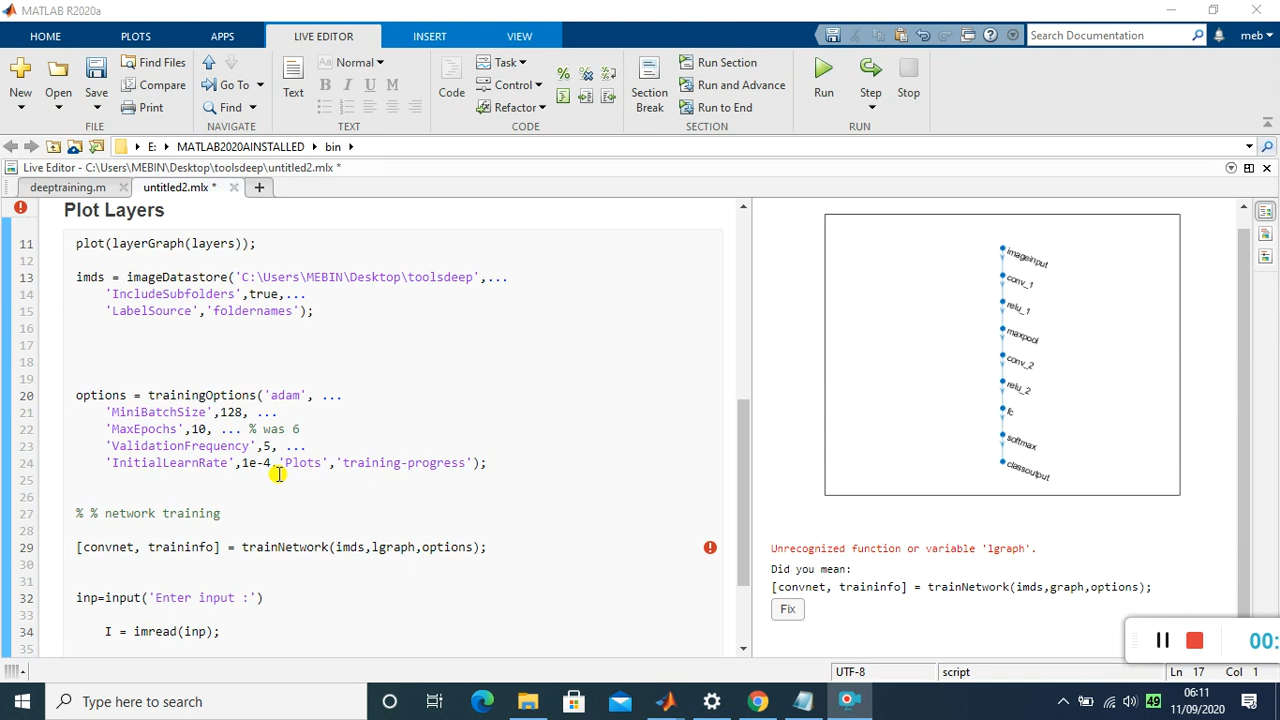 MATLAB R2020a
HOME PLOTS APPS LIVE EDITOR INSERT VIEW Search Documentation meb
New Open Save Find Files Compare Print Go To Find Text Normal B I U M Code Task Control Refactor Section Break Run Section Run and Advance Run to End Run Step Stop
FILE NAVIGATE TEXT CODE SECTION RUN
E: MATLAB2020AINSTALLED bin
Live Editor - C:\Users\MEBIN\Desktop\toolsdeep\untitled2.mlx *
deeptraining.m untitled2.mlx * +
Plot Layers
11 plot(layerGraph(layers));
12
13 imds = imageDatastore('C:\Users\MEBIN\Desktop\toolsdeep',...
14 'IncludeSubfolders',true,...
15 'LabelSource','foldernames');
16
17
18
19
20 options = trainingOptions('adam', ...
21 'MiniBatchSize',128, ...
22 'MaxEpochs',10, ... % was 6
23 'ValidationFrequency',5, ...
24 'InitialLearnRate',1e-4,'Plots','training-progress');
25
26
27 % % network training
28
29 [convnet, traininfo] = trainNetwork(imds,lgraph,options);
30
31
32 inp=input('Enter input :')
33
34 I = imread(inp);
35
imageinput
conv_1
relu_1
maxpool
conv_2
relu_2
fc
softmax
classoutput
Unrecognized function or variable 'lgraph'.
Did you mean:
[convnet, traininfo] = trainNetwork(imds,graph,options);
Fix
00:
UTF-8 script Ln 17 Col 1
Type here to search
49
06:11
11/09/2020